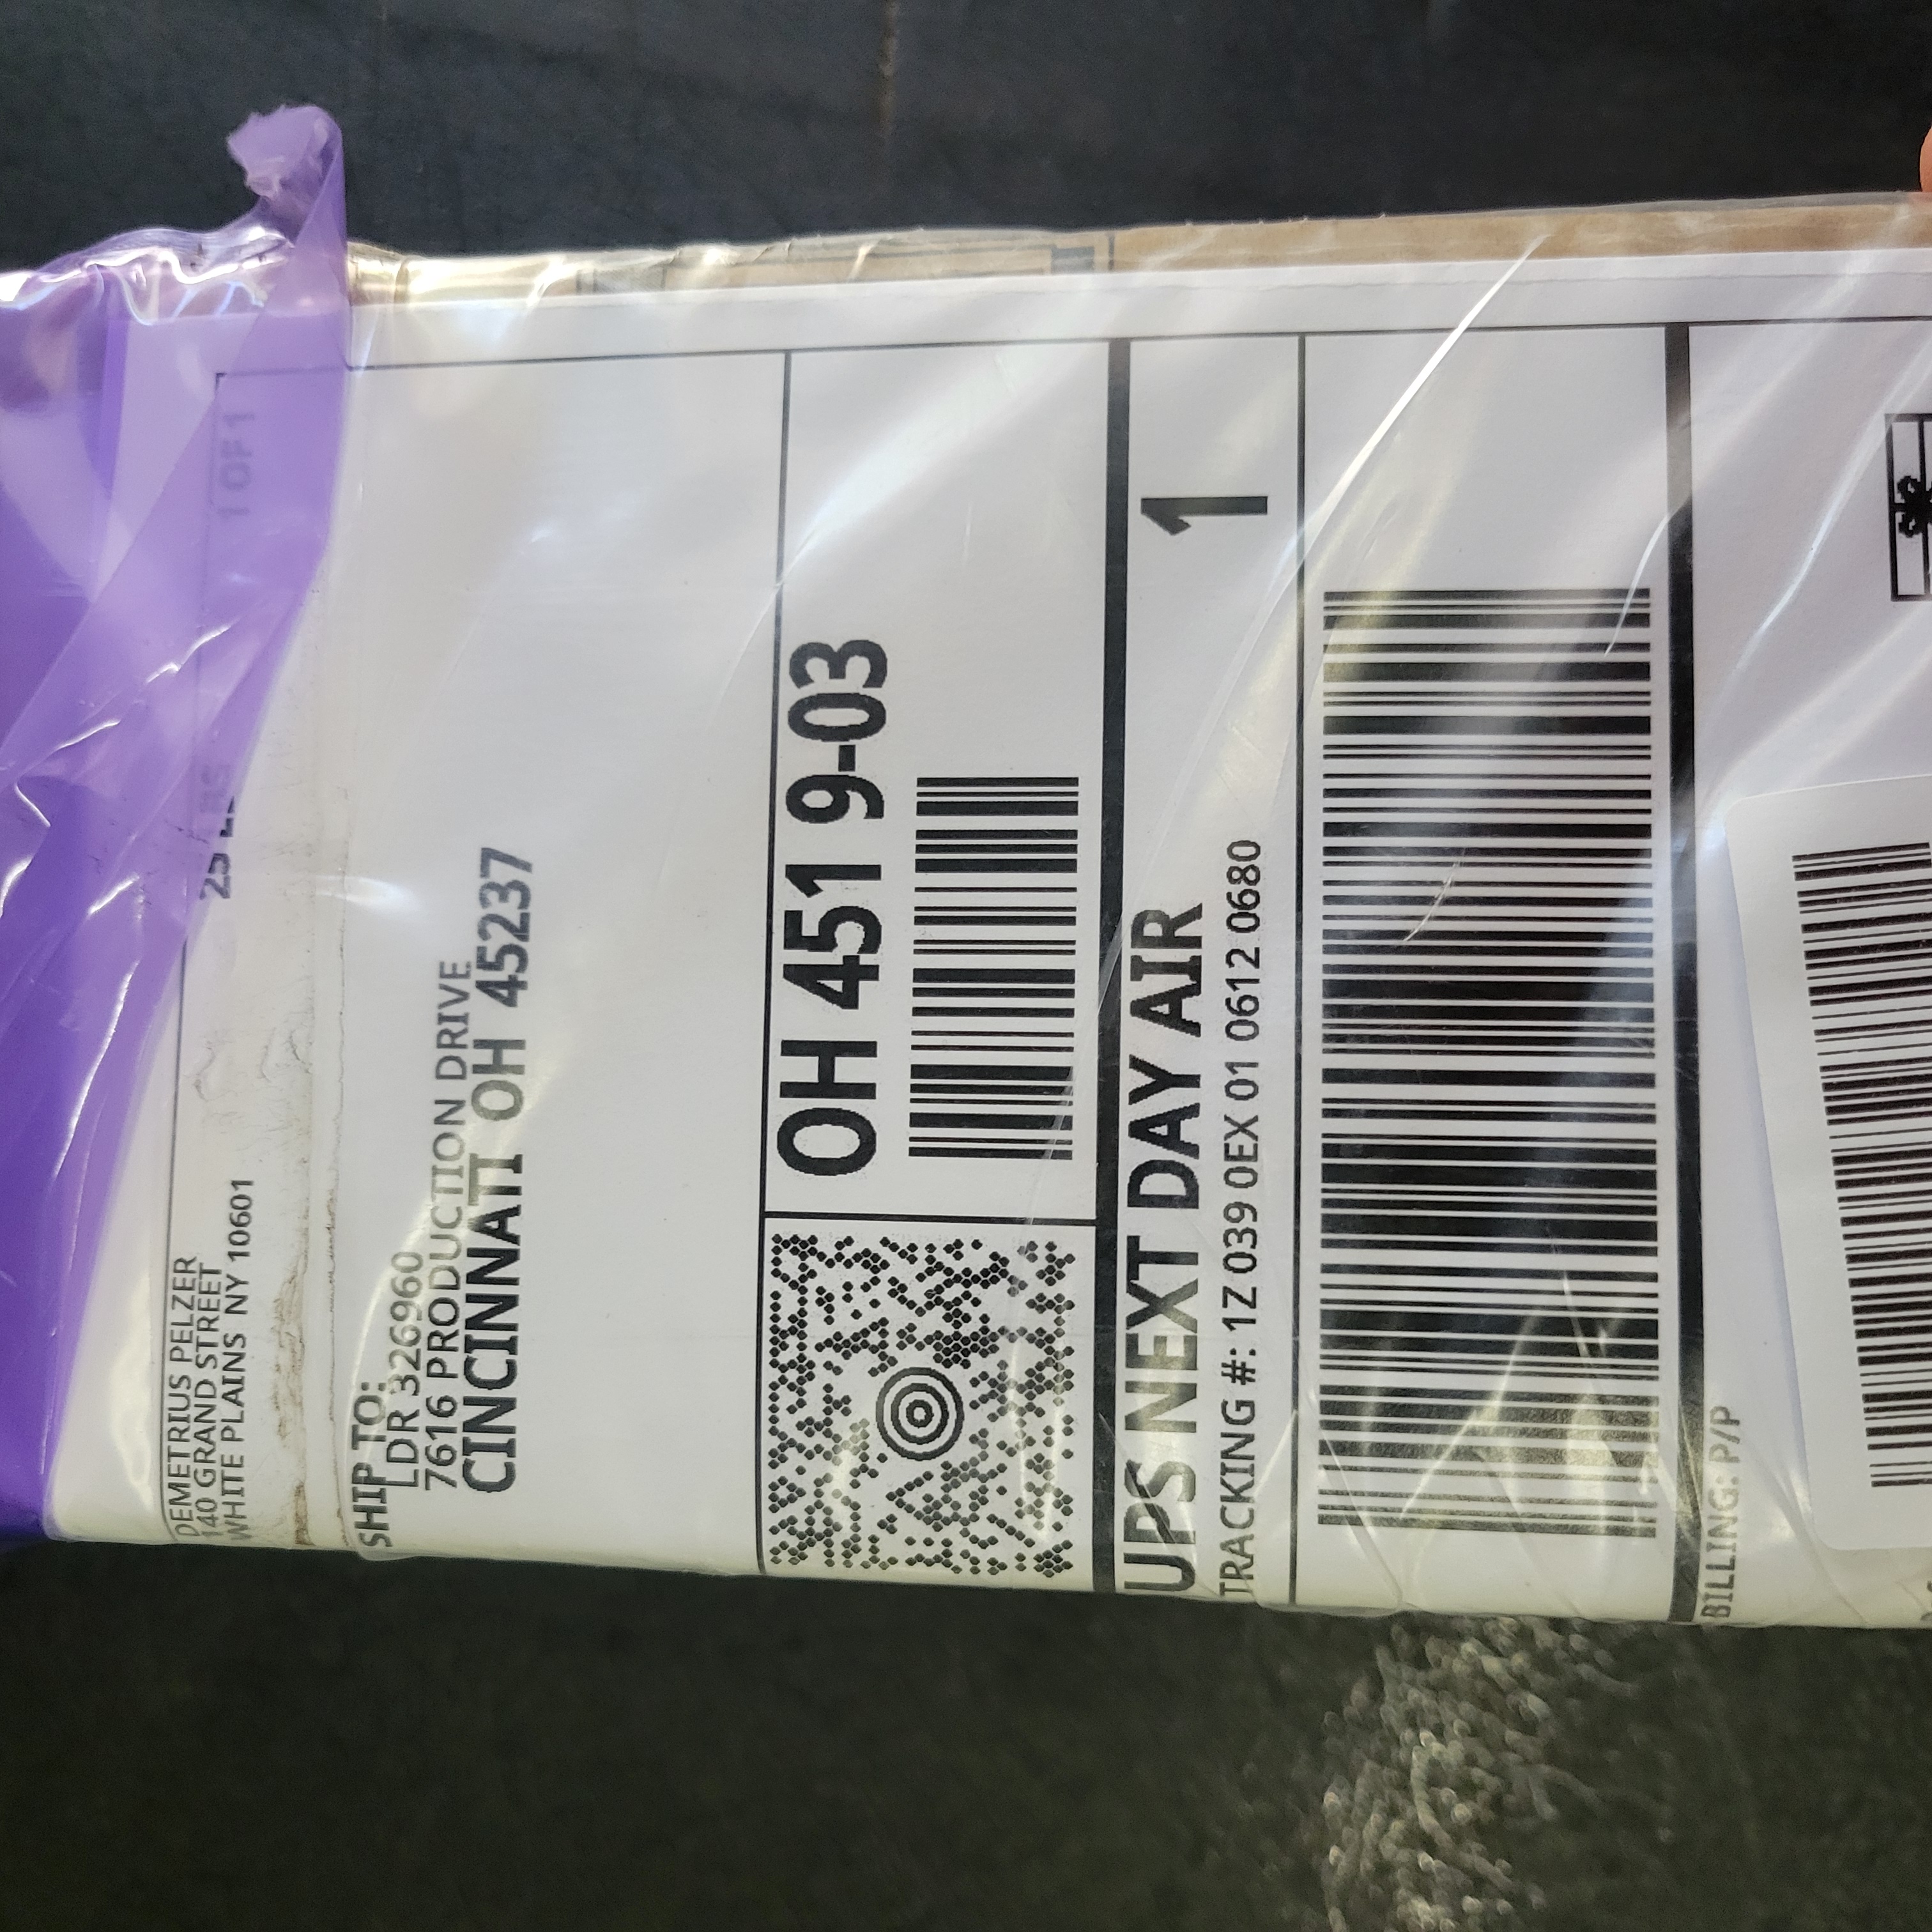 DEMETRIUS PELZER
140 GRAND STREET
WHITE PLAINS NY 10601
25 LBS
1 OF 1
SHIP TO:
LDR 326960
7616 PRODUCTION DRIVE
CINCINNATI OH 45237
OH 451 9-03
UPS NEXT DAY AIR
1
TRACKING #: 1Z 039 0EX 01 0612 0680
BILLING: P/P